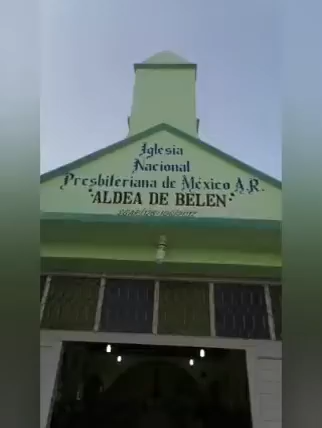 Iglesia
Nacional
Presbiteriana de México A.R.
"ALDEA DE BELEN"